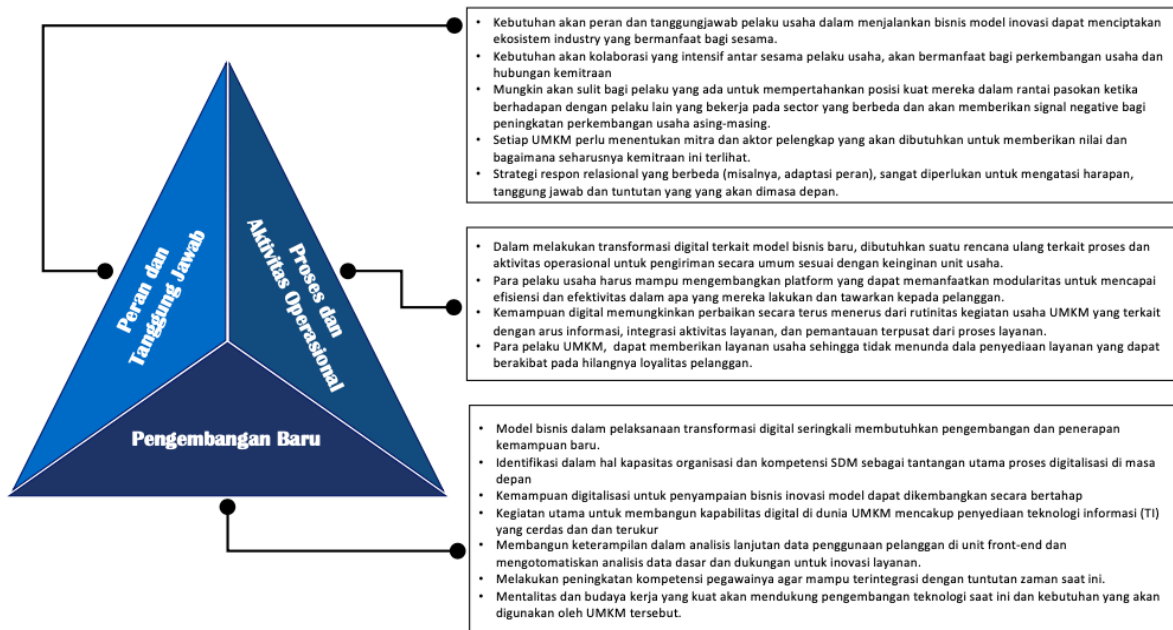 • Kebutuhan akan peran dan tanggungjawab pelaku usaha dalam menjalankan bisnis model inovasi dapat menciptakan
ekosistem industry yang bermanfaat bagi sesama.
• Kebutuhan akan kolaborasi yang intensif antar sesama pelaku usaha, akan bermanfaat bagi perkembangan usaha dan
hubungan kemitraan
• Mungkin akan sulit bagi pelaku yang ada untuk mempertahankan posisi kuat mereka dalam rantai pasokan ketika
berhadapan dengan pelaku lain yang bekerja pada sector yang berbeda dan akan memberikan signal negative bagi
peningkatan perkembangan usaha asing-masing.
• Setiap UMKM perlu menentukan mitra dan aktor pelengkap yang akan dibutuhkan untuk memberikan nilai dan
bagaimana seharusnya kemitraan ini terlihat.
• Strategi respon relasional yang berbeda (misalnya, adaptasi peran), sangat diperlukan untuk mengatasi harapan,
tanggung jawab dan tuntutan yang yang akan dimasa depan.
Peran dan
Tanggung Jawab
Proses dan
Aktivitas Operasional
Pengembangan Baru
• Dalam melakukan transformasi digital terkait model bisnis baru, dibutuhkan suatu rencana ulang terkait proses dan
aktivitas operasional untuk pengiriman secara umum sesuai dengan keinginan unit usaha.
• Para pelaku usaha harus mampu mengembangkan platform yang dapat memanfaatkan modularitas untuk mencapai
efisiensi dan efektivitas dalam apa yang mereka lakukan dan tawarkan kepada pelanggan.
• Kemampuan digital memungkinkan perbaikan secara terus menerus dari rutinitas kegiatan usaha UMKM yang terkait
dengan arus informasi, integrasi aktivitas layanan, dan pemantauan terpusat dari proses layanan.
• Para pelaku UMKM, dapat memberikan layanan usaha sehingga tidak menunda dala penyediaan layanan yang dapat
berakibat pada hilangnya loyalitas pelanggan.
• Model bisnis dalam pelaksanaan transformasi digital seringkali membutuhkan pengembangan dan penerapan
kemampuan baru.
• Identifikasi dalam hal kapasitas organisasi dan kompetensi SDM sebagai tantangan utama proses digitalisasi di masa
depan
• Kemampuan digitalisasi untuk penyampaian bisnis inovasi model dapat dikembangkan secara bertahap
• Kegiatan utama untuk membangun kapabilitas digital di dunia UMKM mencakup penyediaan teknologi informasi (TI)
yang cerdas dan dan terukur
• Membangun keterampilan dalam analisis lanjutan data penggunaan pelanggan di unit front-end dan
mengotomatiskan analisis data dasar dan dukungan untuk inovasi layanan.
• Melakukan peningkatan kompetensi pegawainya agar mampu terintegrasi dengan tuntutan zaman saat ini.
• Mentalitas dan budaya kerja yang kuat akan mendukung pengembangan teknologi saat ini dan kebutuhan yang akan
digunakan oleh UMKM tersebut.